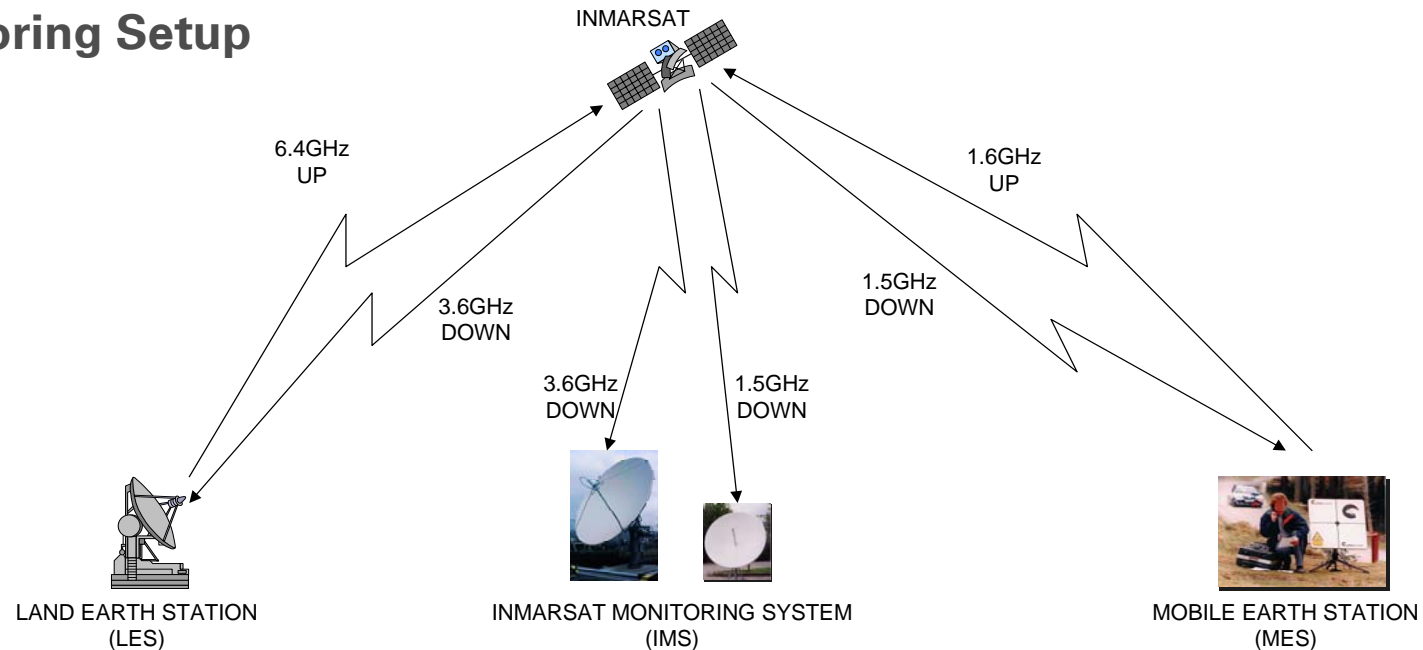 oring Setup
INMARSAT
6.4GHz
UP
1.6GHz
UP
3.6GHz
DOWN
1.5GHz
DOWN
3.6GHz
DOWN
1.5GHz
DOWN
LAND EARTH STATION
(LES)
INMARSAT MONITORING SYSTEM
(IMS)
MOBILE EARTH STATION
(MES)